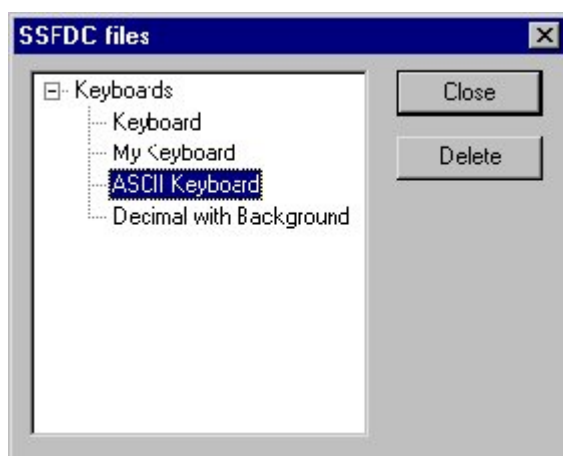 SSFDC files
Keyboards
Keyboard
My Keyboard
ASCII Keyboard
Decimal with Background
Close
Delete